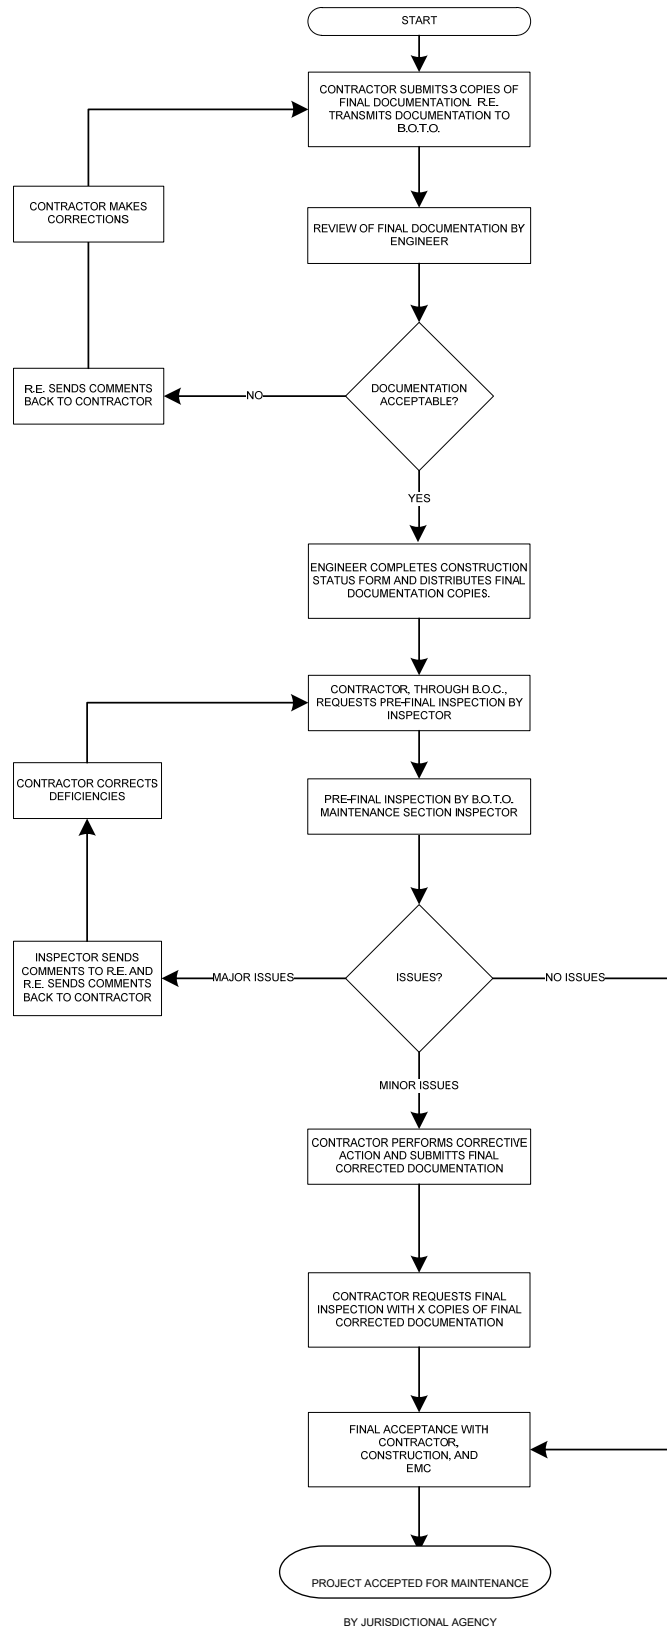 START
CONTRACTOR SUBMITS 3 COPIES OF
FINAL DOCUMENTATION. R.E.
TRANSMITS DOCUMENTATION TO
B.O.T.O.
CONTRACTOR MAKES
CORRECTIONS
REVIEW OF FINAL DOCUMENTATION BY
ENGINEER
R.E. SENDS COMMENTS
BACK TO CONTRACTOR
NO
DOCUMENTATION
ACCEPTABLE?
YES
ENGINEER COMPLETES CONSTRUCTION
STATUS FORM AND DISTRIBUTES FINAL
DOCUMENTATION COPIES.
CONTRACTOR, THROUGH B.O.C.,
REQUESTS PRE-FINAL INSPECTION BY
INSPECTOR
CONTRACTOR CORRECTS
DEFICIENCIES
PRE-FINAL INSPECTION BY B.O.T.O.
MAINTENANCE SECTION INSPECTOR
INSPECTOR SENDS
COMMENTS TO R.E. AND
R.E. SENDS COMMENTS
BACK TO CONTRACTOR
MAJOR ISSUES
ISSUES?
NO ISSUES
MINOR ISSUES
CONTRACTOR PERFORMS CORRECTIVE
ACTION AND SUBMITTS FINAL
CORRECTED DOCUMENTATION
CONTRACTOR REQUESTS FINAL
INSPECTION WITH X COPIES OF FINAL
CORRECTED DOCUMENTATION
FINAL ACCEPTANCE WITH
CONTRACTOR,
CONSTRUCTION, AND
EMC
PROJECT ACCEPTED FOR MAINTENANCE
BY JURISDICTIONAL AGENCY